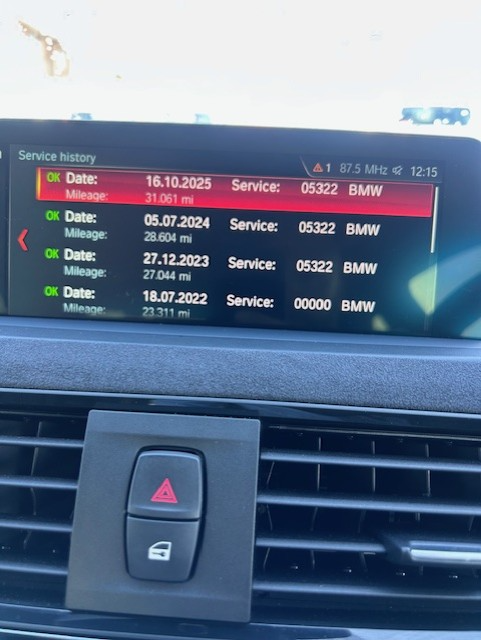 Service history
1 87.5 MHz 12:15
OK Date: 16.10.2025 Service: 05322 BMW
Mileage: 31.061 mi
OK Date: 05.07.2024 Service: 05322 BMW
Mileage: 28.604 mi
OK Date: 27.12.2023 Service: 05322 BMW
Mileage: 27.044 mi
OK Date: 18.07.2022 Service: 00000 BMW
Mileage: 23.311 mi